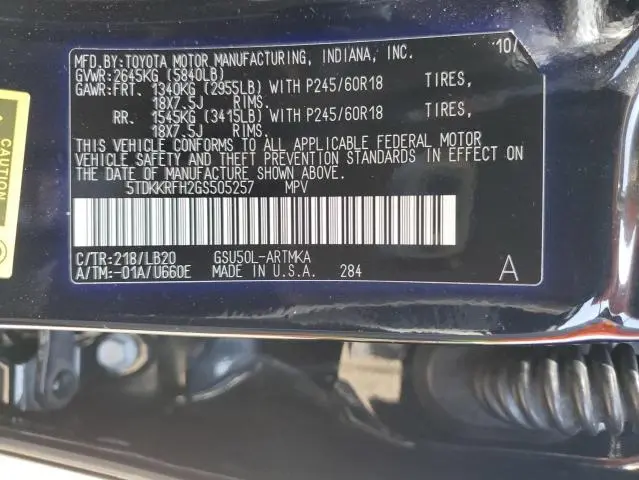 MFD.BY:TOYOTA MOTOR MANUFACTURING, INDIANA, INC. 10/
GVWR:2645KG (5840LB)
GAWR:FRT. 1340KG (2955LB) WITH P245/60R18 TIRES,
18X7.5J RIMS.
RR. 1545KG (3415LB) WITH P245/60R18 TIRES,
18X7.5J RIMS.
THIS VEHICLE CONFORMS TO ALL APPLICABLE FEDERAL MOTOR
VEHICLE SAFETY AND THEFT PREVENTION STANDARDS IN EFFECT ON
THE DATE OF MANUFACTURE SHOWN ABOVE.
5TDKKRFH2GS505257 MPV
C/TR:218/LB20 GSU50L-ARTMKA
A/TM:-01A/U660E MADE IN U.S.A. 284 A
CAUTION